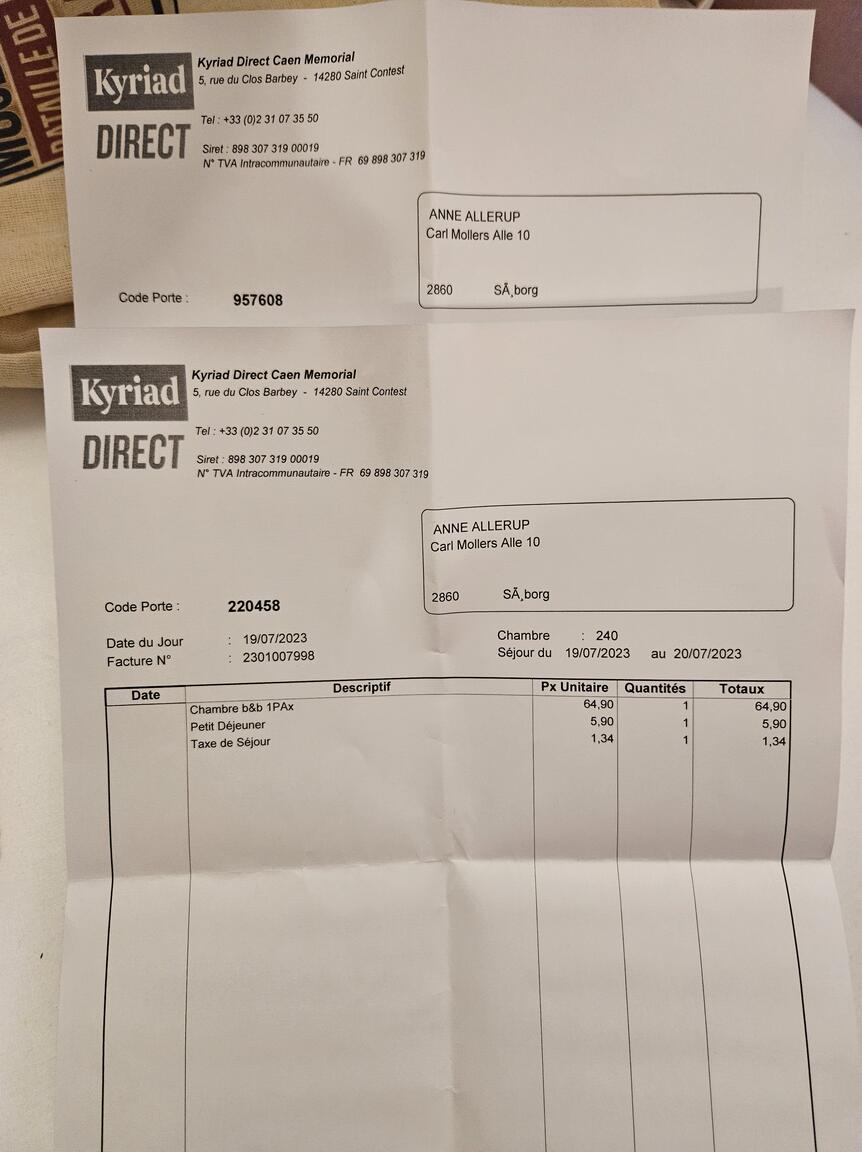 BATAILLE DE
Kyriad
DIRECT
Kyriad Direct Caen Memorial
5, rue du Clos Barbey - 14280 Saint Contest
Tel : +33 (0)2 31 07 35 50
Siret : 898 307 319 00019
N° TVA Intracommunautaire - FR 69 898 307 319
ANNE ALLERUP
Carl Mollers Alle 10
2860 SÃ¸borg
Code Porte : 957608
Kyriad
DIRECT
Kyriad Direct Caen Memorial
5, rue du Clos Barbey - 14280 Saint Contest
Tel : +33 (0)2 31 07 35 50
Siret : 898 307 319 00019
N° TVA Intracommunautaire - FR 69 898 307 319
ANNE ALLERUP
Carl Mollers Alle 10
2860 SÃ¸borg
Code Porte : 220458
Date du Jour : 19/07/2023
Facture N° : 2301007998
Chambre : 240
Séjour du 19/07/2023 au 20/07/2023
Date Descriptif Px Unitaire Quantités Totaux
Chambre b&b 1PAx 64,90 1 64,90
Petit Déjeuner 5,90 1 5,90
Taxe de Séjour 1,34 1 1,34